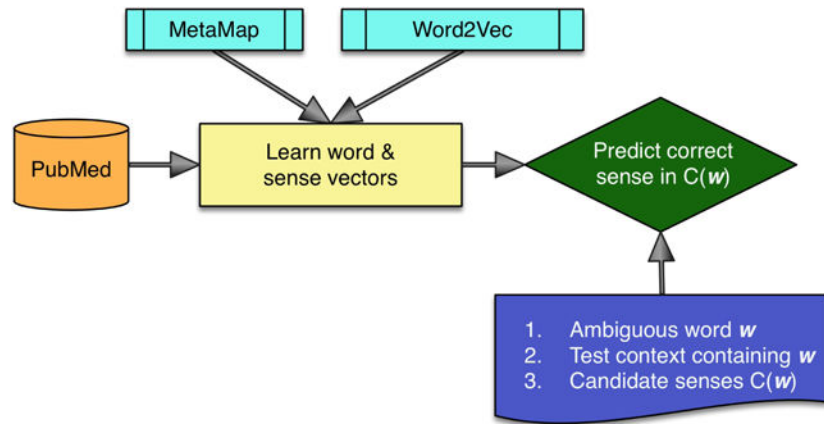 MetaMap
Word2Vec
PubMed
Learn word &
sense vectors
Predict correct
sense in C(w)
1. Ambiguous word w
2. Test context containing w
3. Candidate senses C(w)